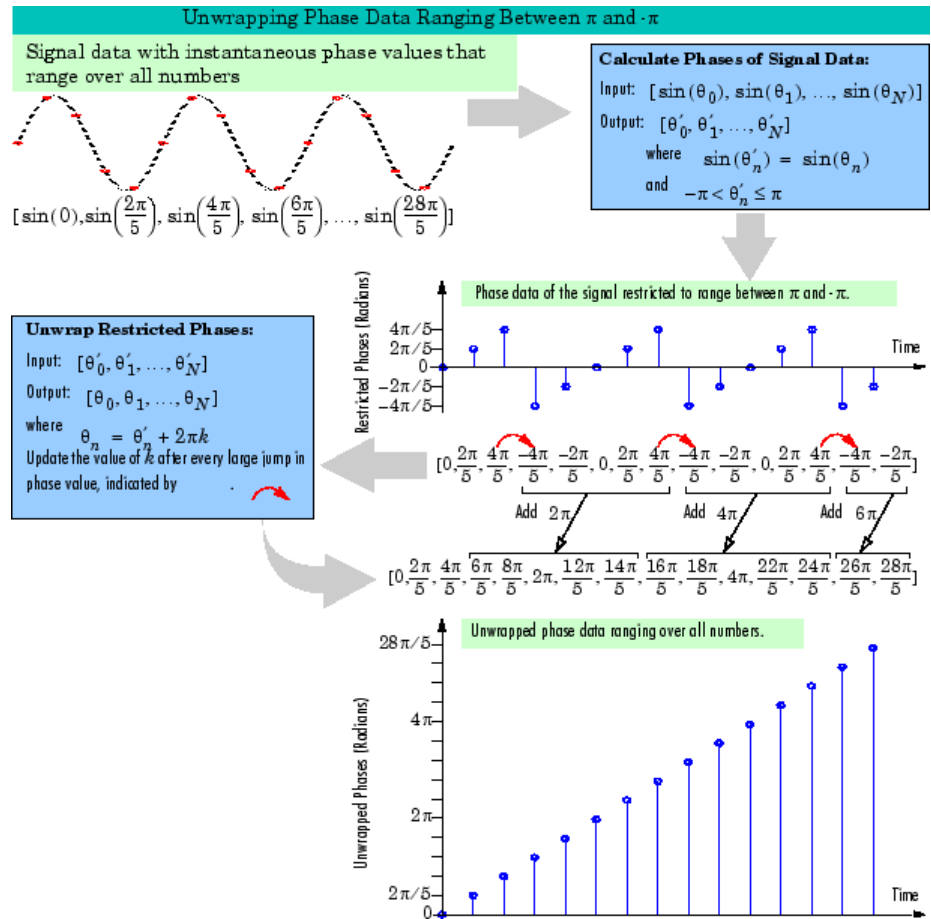 Unwrapping Phase Data Ranging Between π and -π
Signal data with instantaneous phase values that
range over all numbers
[sin(0),sin(2π/5), sin(4π/5), sin(6π/5), ..., sin(28π/5)]
Calculate Phases of Signal Data:
Input: [sin(θ₀), sin(θ₁), ..., sin(θ_N)]
Output: [θ′₀, θ′₁, ..., θ′_N]
where sin(θ′ₙ) = sin(θₙ)
and -π < θ′ₙ ≤ π
Phase data of the signal restricted to range between π and -π.
Restricted Phases (Radians)
4π/5
2π/5
0
-2π/5
-4π/5
Time
Unwrap Restricted Phases:
Input: [θ′₀, θ′₁, ..., θ′_N]
Output:
[θ₀, θ₁, ..., θ_N]
where
θₙ = θ′ₙ + 2πk
Update the value of k after every large jump in
phase value, indicated by .
[0, 2π/5, 4π/5, -4π/5, -2π/5, 0, 2π/5, 4π/5, -4π/5, -2π/5, 0, 2π/5, 4π/5, -4π/5, -2π/5]
Add 2π
Add 4π
Add 6π
[0, 2π/5, 4π/5, 6π/5, 8π/5, 2π, 12π/5, 14π/5, 16π/5, 18π/5, 4π, 22π/5, 24π/5, 26π/5, 28π/5]
Unwrapped phase data ranging over all numbers.
Unwrapped Phases (Radians)
28π/5
4π
2π
2π/5
0
Time